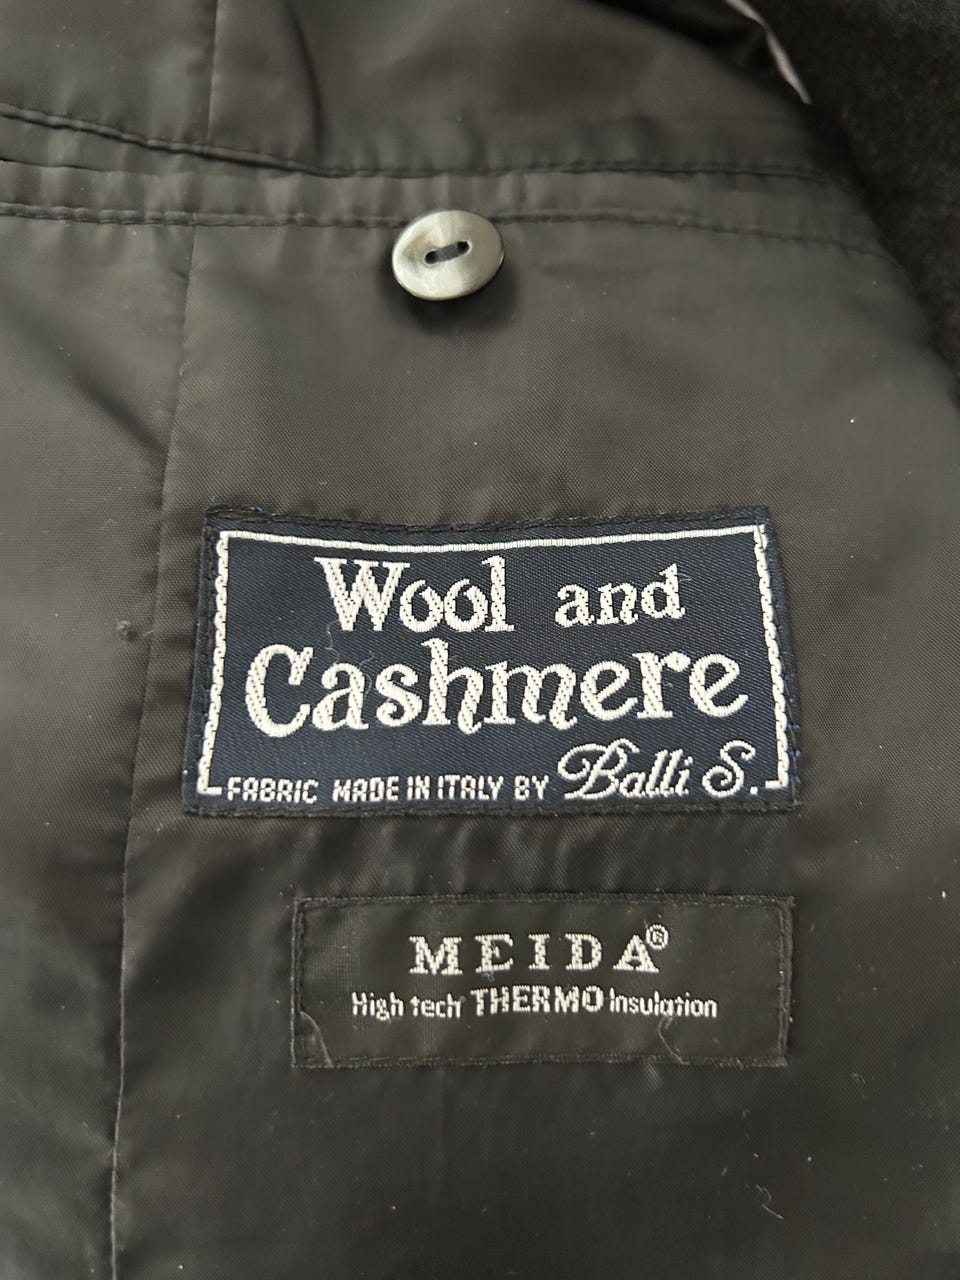 Wool and
Cashmere
FABRIC MADE IN ITALY BY Balli S.
MEIDA®
High tech THERMO Insulation